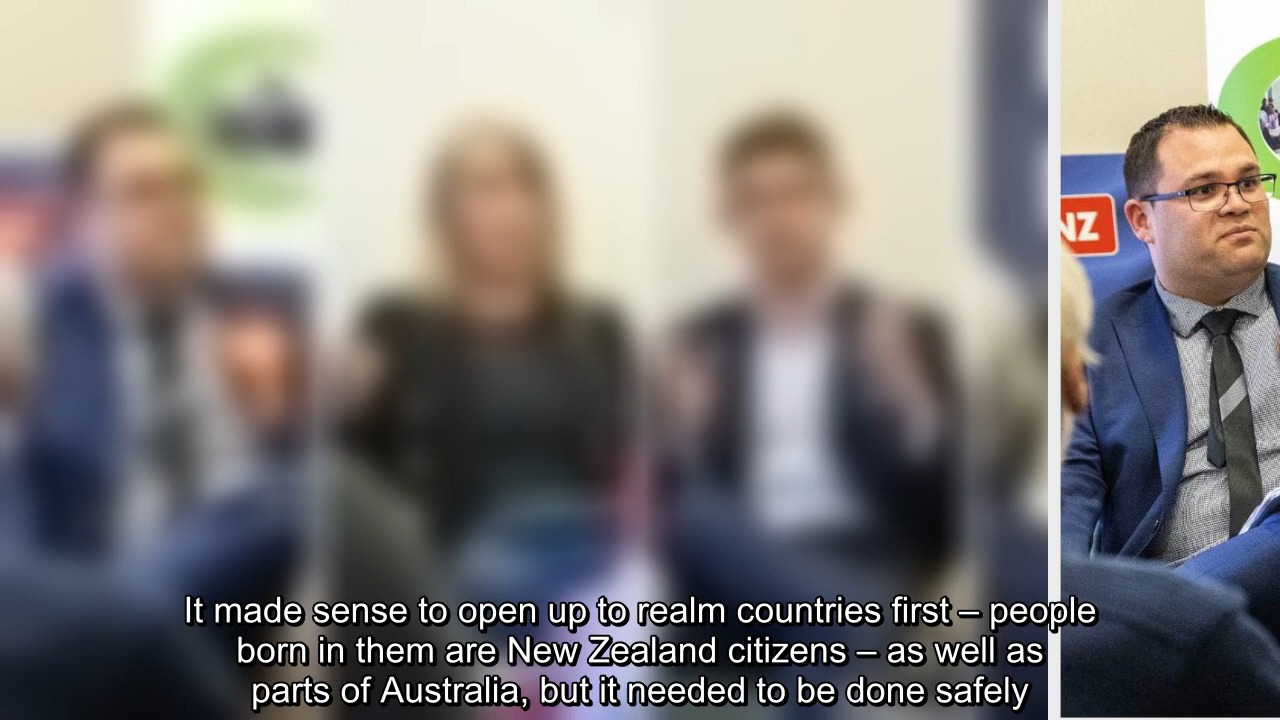 NZ
It made sense to open up to realm countries first – people
born in them are New Zealand citizens – as well as
parts of Australia, but it needed to be done safely